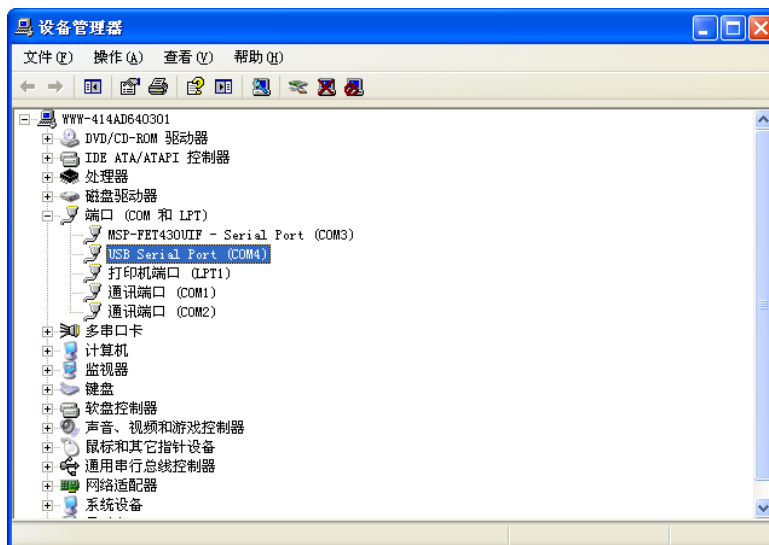 设备管理器
文件(F) 操作(A) 查看(V) 帮助(H)
WWW-414AD640301
DVD/CD-ROM 驱动器
IDE ATA/ATAPI 控制器
处理器
磁盘驱动器
端口 (COM 和 LPT)
MSP-FET430UIF - Serial Port (COM3)
USB Serial Port (COM4)
打印机端口 (LPT1)
通讯端口 (COM1)
通讯端口 (COM2)
多串口卡
计算机
监视器
键盘
软盘控制器
声音、视频和游戏控制器
鼠标和其它指针设备
通用串行总线控制器
网络适配器
系统设备